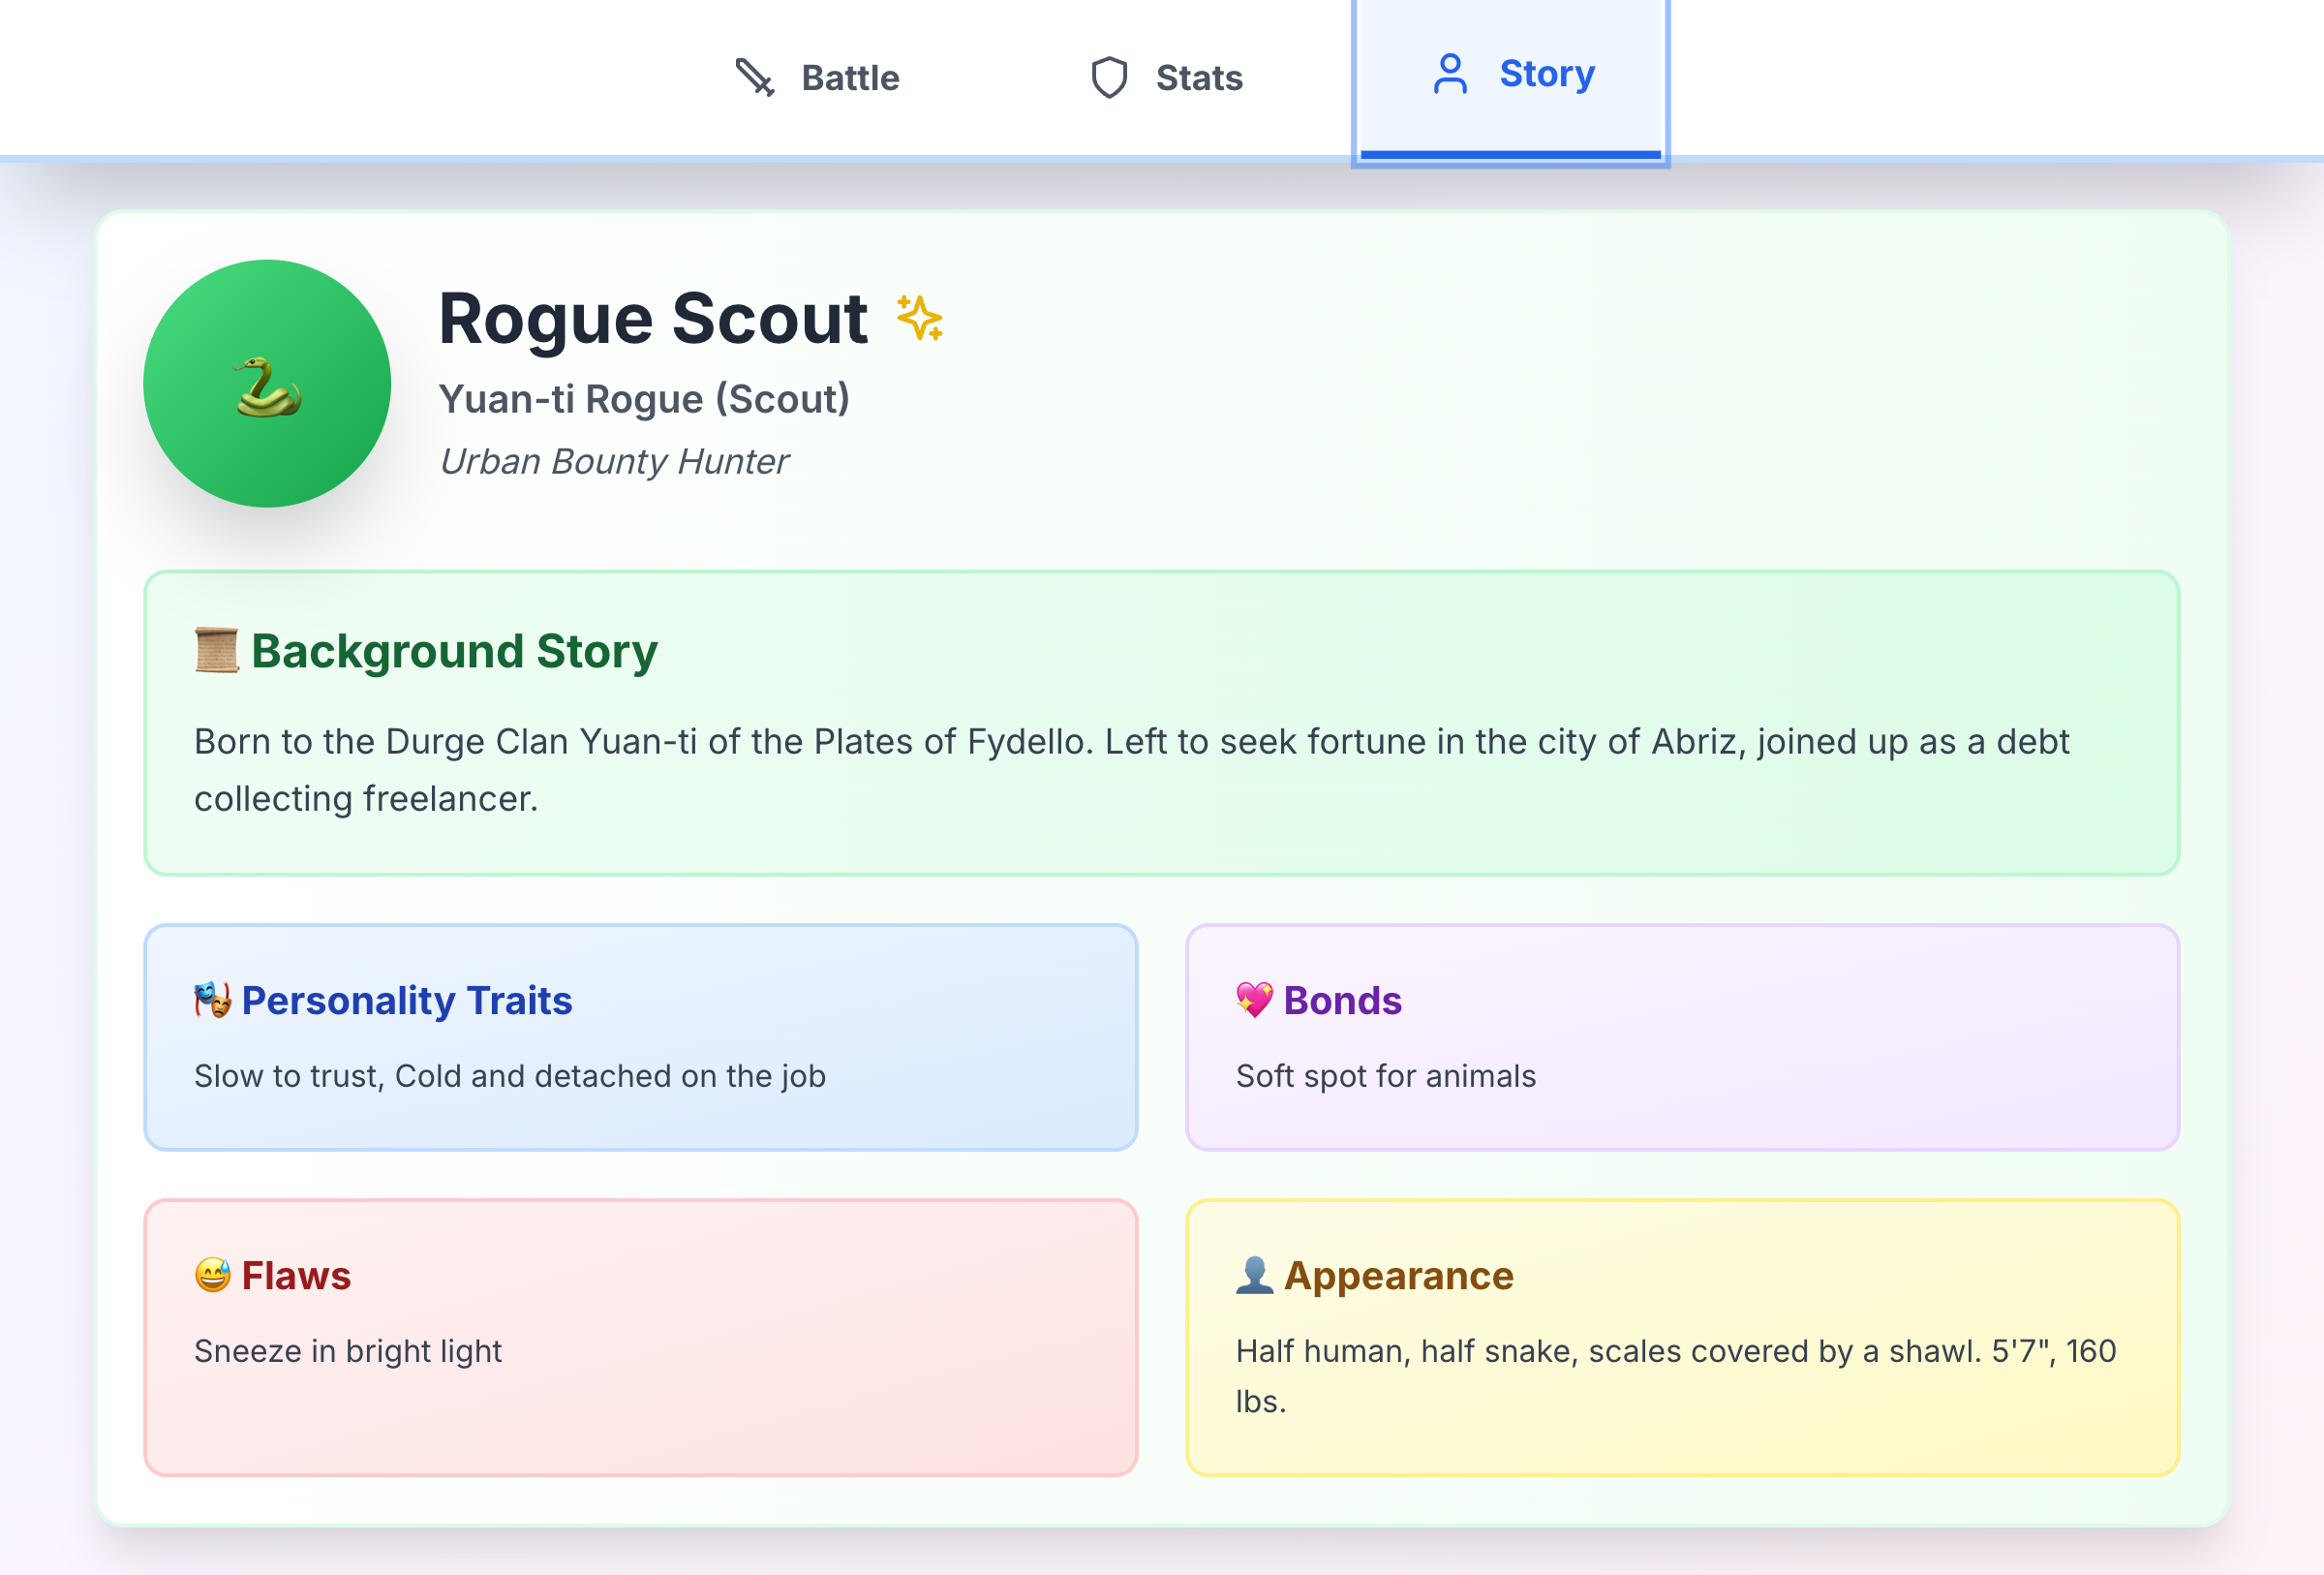 Battle
Stats
Story
Rogue Scout
Yuan-ti Rogue (Scout)
Urban Bounty Hunter
Background Story
Born to the Durge Clan Yuan-ti of the Plates of Fydello. Left to seek fortune in the city of Abriz, joined up as a debt
collecting freelancer.
Personality Traits
Slow to trust, Cold and detached on the job
Bonds
Soft spot for animals
Flaws
Sneeze in bright light
Appearance
Half human, half snake, scales covered by a shawl. 5'7", 160
lbs.